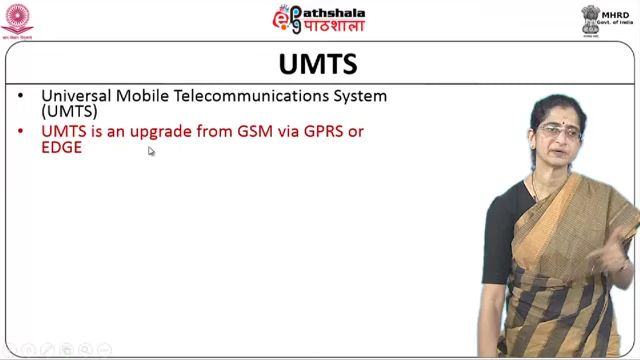 Pathshala
पाठशाला
MHRD
Govt. of India
UMTS
• Universal Mobile Telecommunications System
(UMTS)
• UMTS is an upgrade from GSM via GPRS or
EDGE